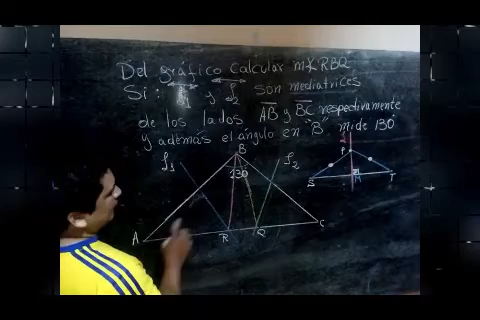 Del gráfico Calcular m∡RBQ
Si: L1 y L2 son mediatrices
de los lados AB y BC respectivamente
y además el ángulo en "B" mide 130°
B
L1
L2
130
A
R
Q
C
P
S
M
T